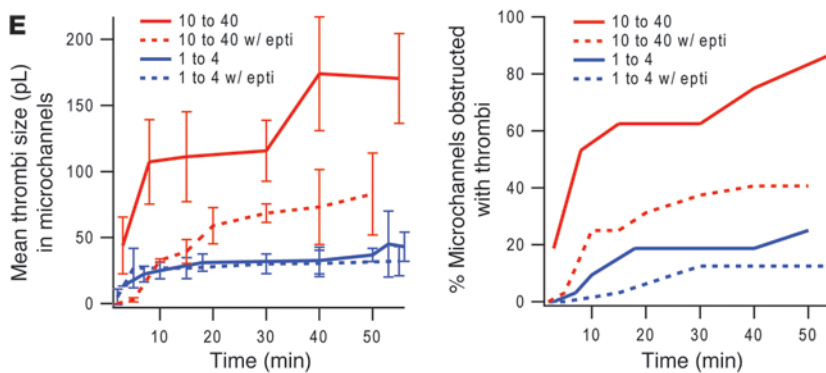 E
10 to 40
10 to 40 w/ epti
1 to 4
1 to 4 w/ epti
Mean thrombi size (pL)
in microchannels
200
150
100
50
0
10 20 30 40 50
Time (min)
10 to 40
10 to 40 w/ epti
1 to 4
1 to 4 w/ epti
% Microchannels obstructed
with thrombi
100
80
60
40
20
0
10 20 30 40 50
Time (min)